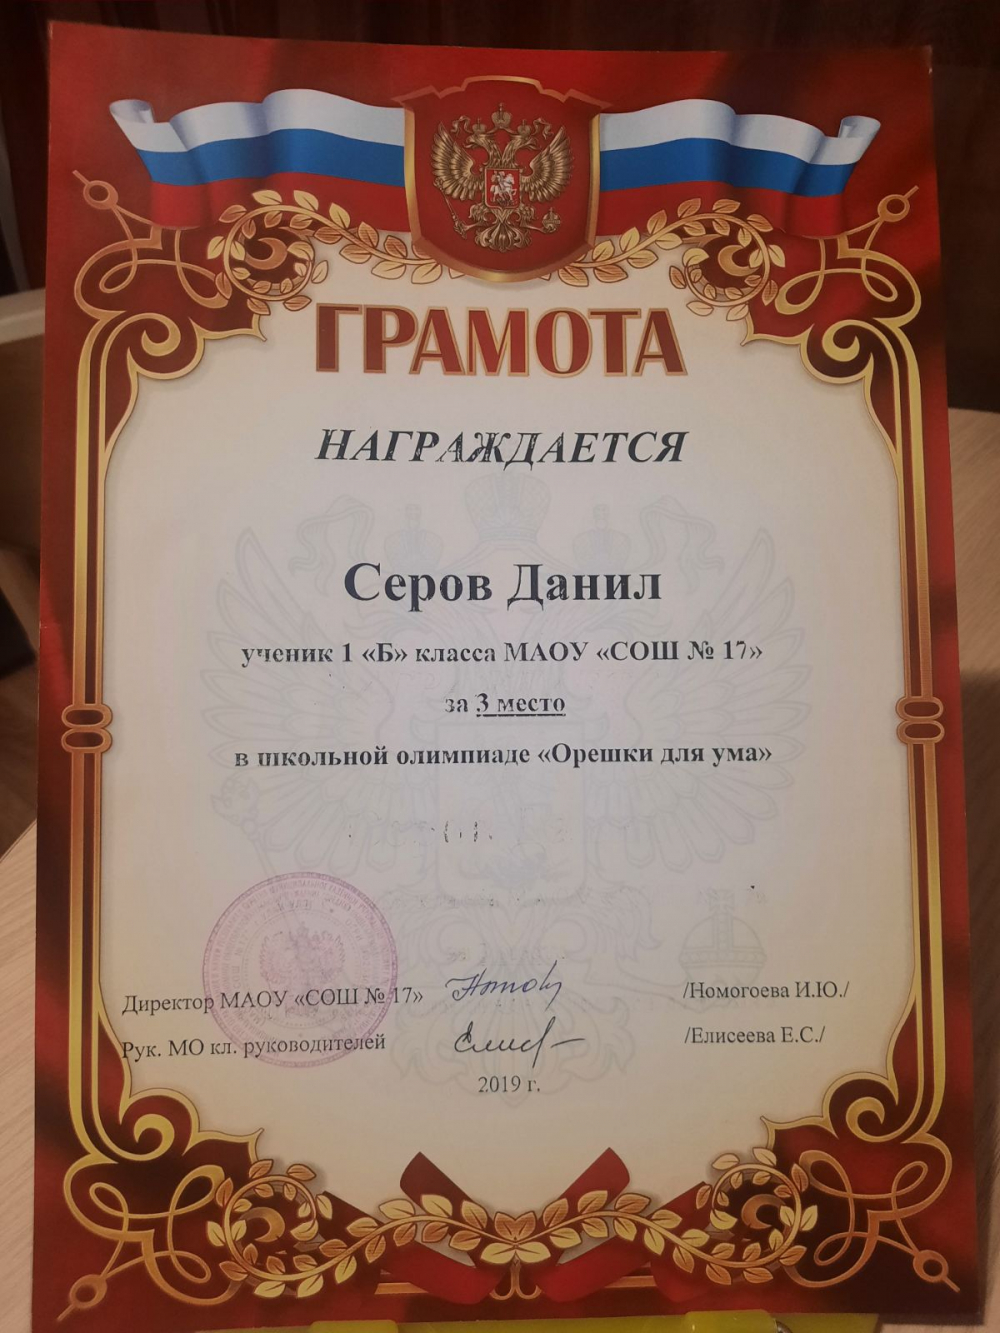 ГРАМОТА
НАГРАЖДАЕТСЯ
Серов Данил
ученик 1 «Б» класса МАОУ «СОШ № 17»
за 3 место
в школьной олимпиаде «Орешки для ума»
Директор МАОУ «СОШ № 17» /Номогоева И.Ю./
Рук. МО кл. руководителей /Елисеева Е.С./
2019 г.